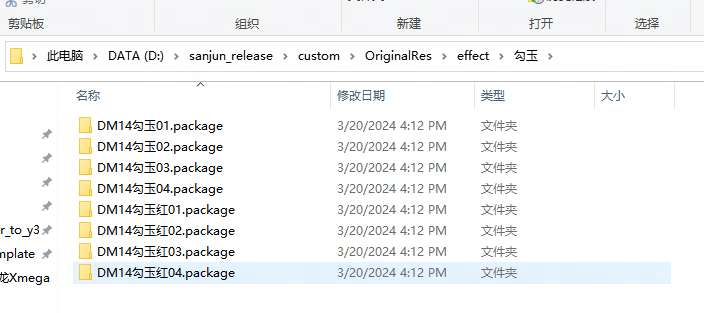 剪贴板 组织 新建 打开 选择
此电脑 > DATA (D:) > sanjun_release > custom > OriginalRes > effect > 勾玉 >
名称 修改日期 类型 大小
DM14勾玉01.package 3/20/2024 4:12 PM 文件夹
DM14勾玉02.package 3/20/2024 4:12 PM 文件夹
DM14勾玉03.package 3/20/2024 4:12 PM 文件夹
DM14勾玉04.package 3/20/2024 4:12 PM 文件夹
DM14勾玉红01.package 3/20/2024 4:12 PM 文件夹
r_to_y3 DM14勾玉红02.package 3/20/2024 4:12 PM 文件夹
mplate DM14勾玉红03.package 3/20/2024 4:12 PM 文件夹
龙Xmega DM14勾玉红04.package 3/20/2024 4:12 PM 文件夹